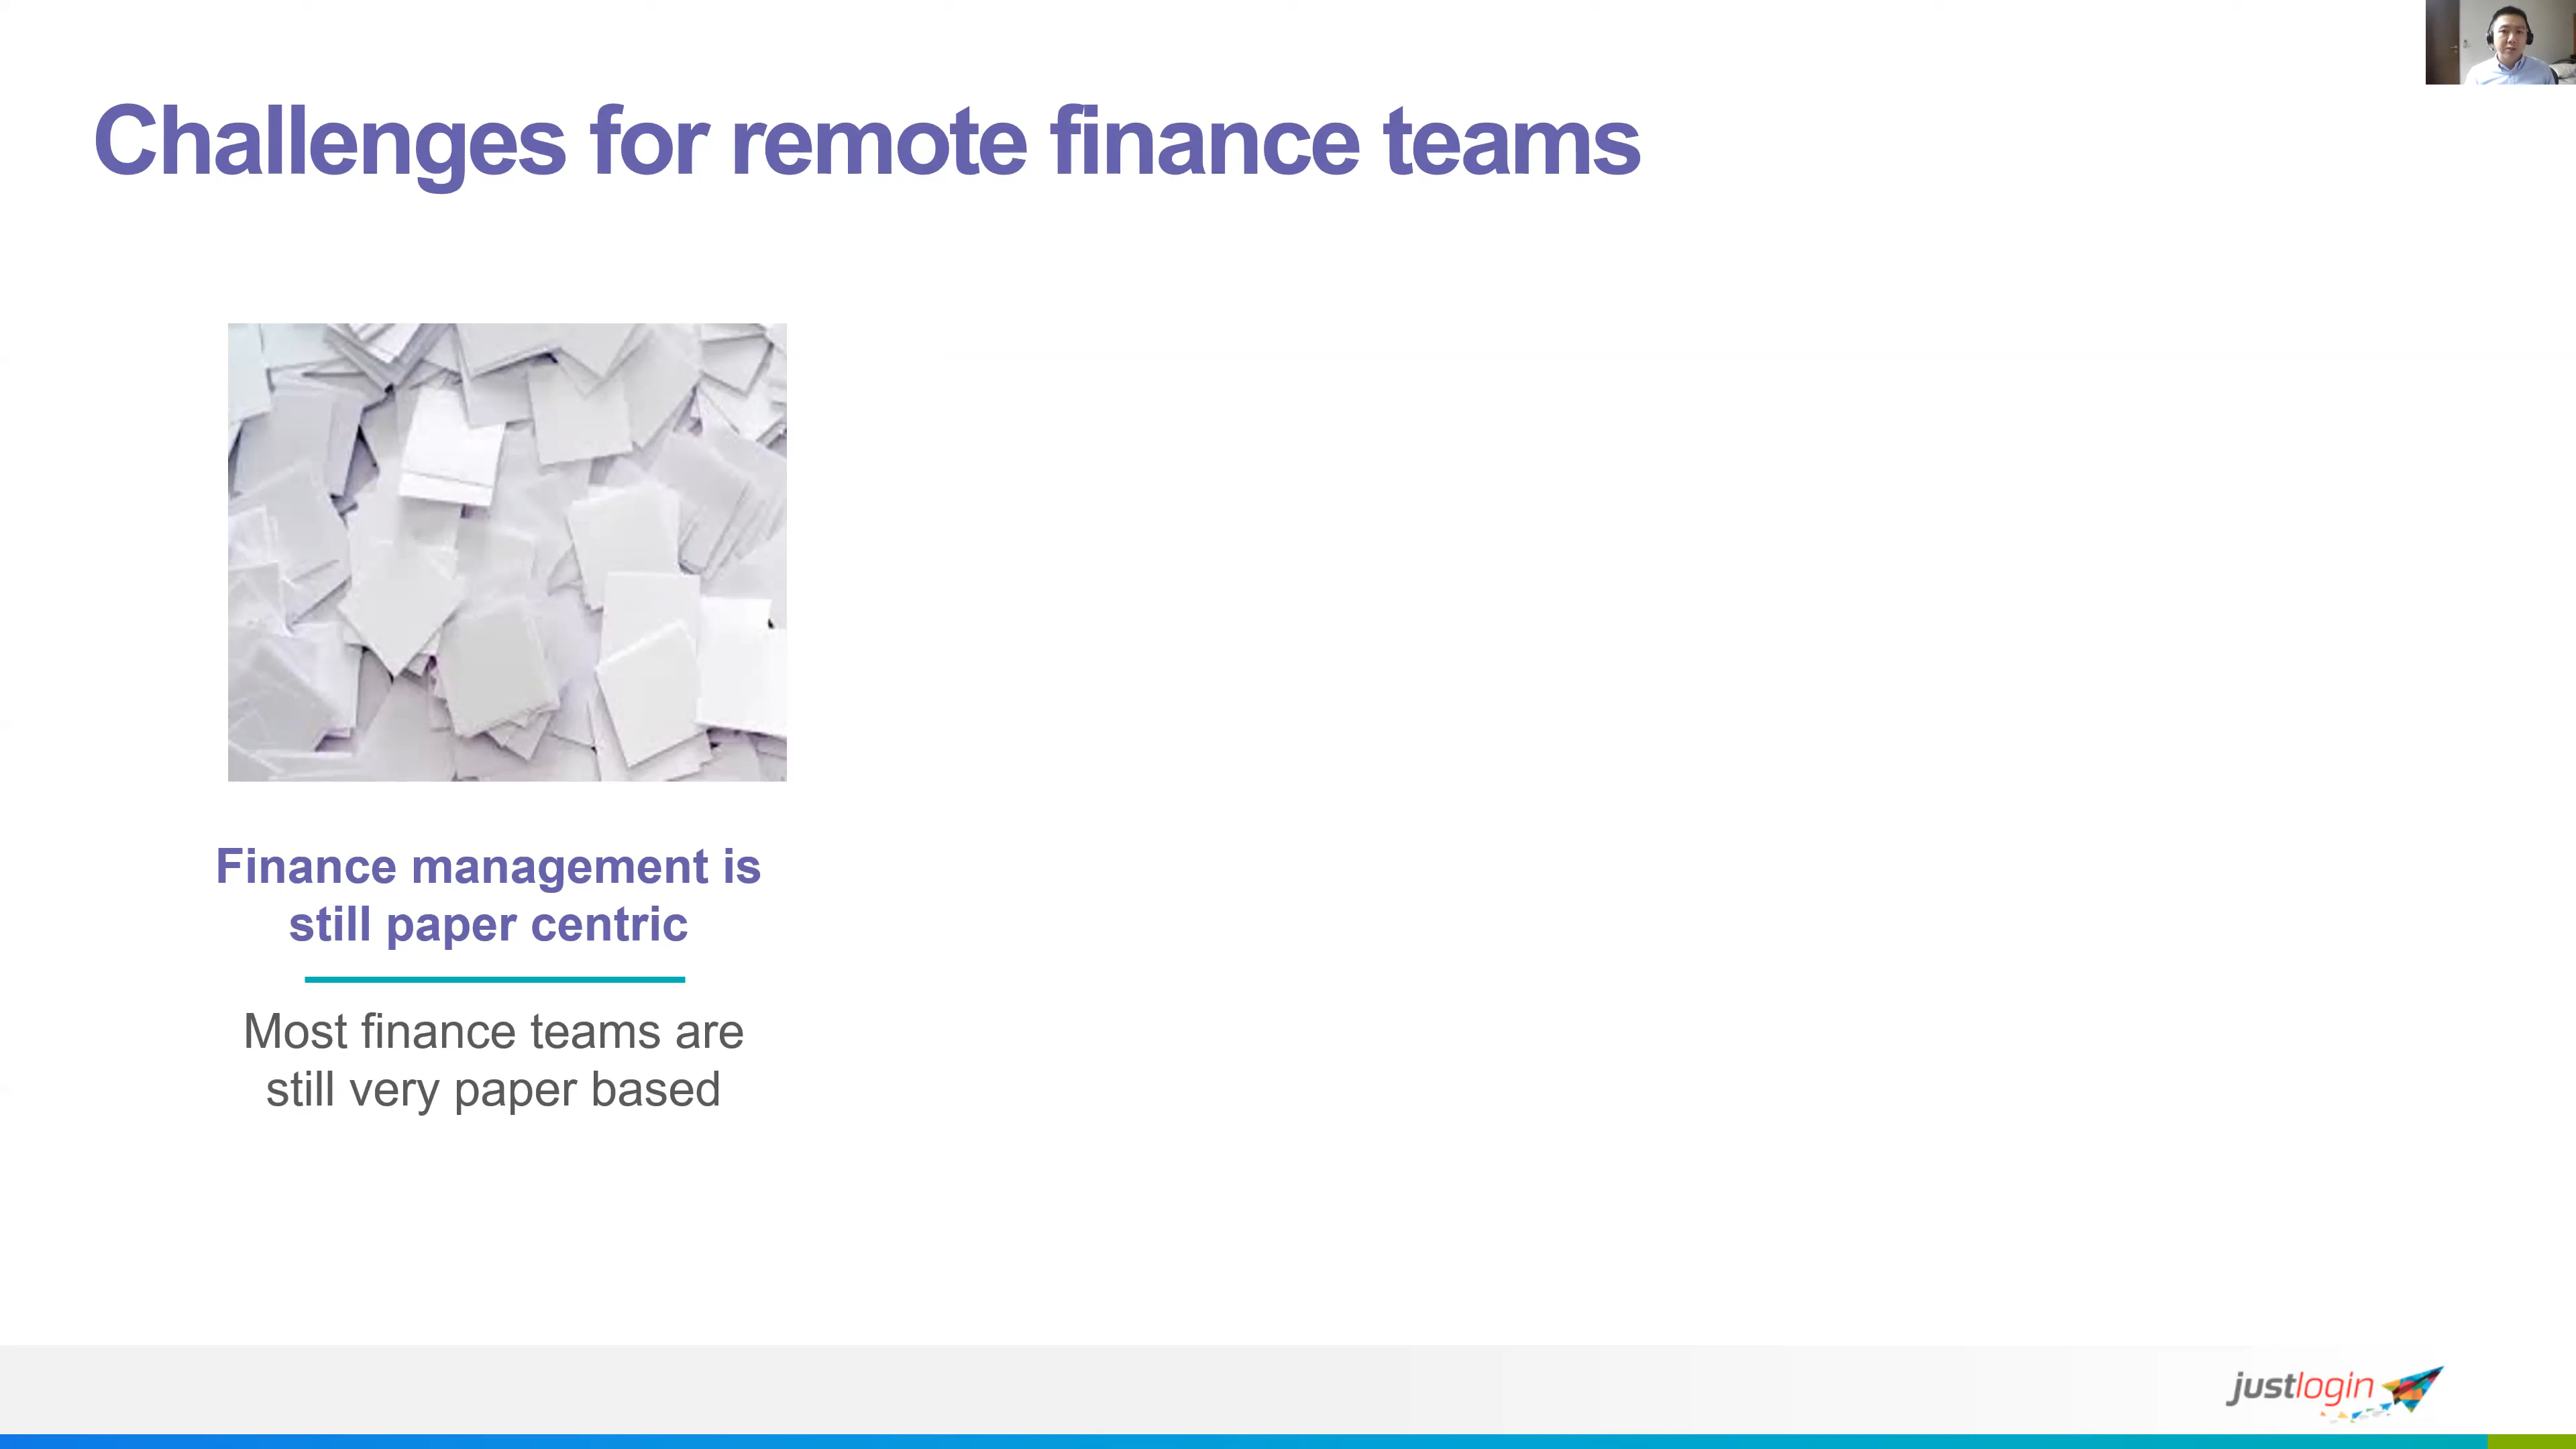 Challenges for remote finance teams
Finance management is
still paper centric
Most finance teams are
still very paper based
justlogin